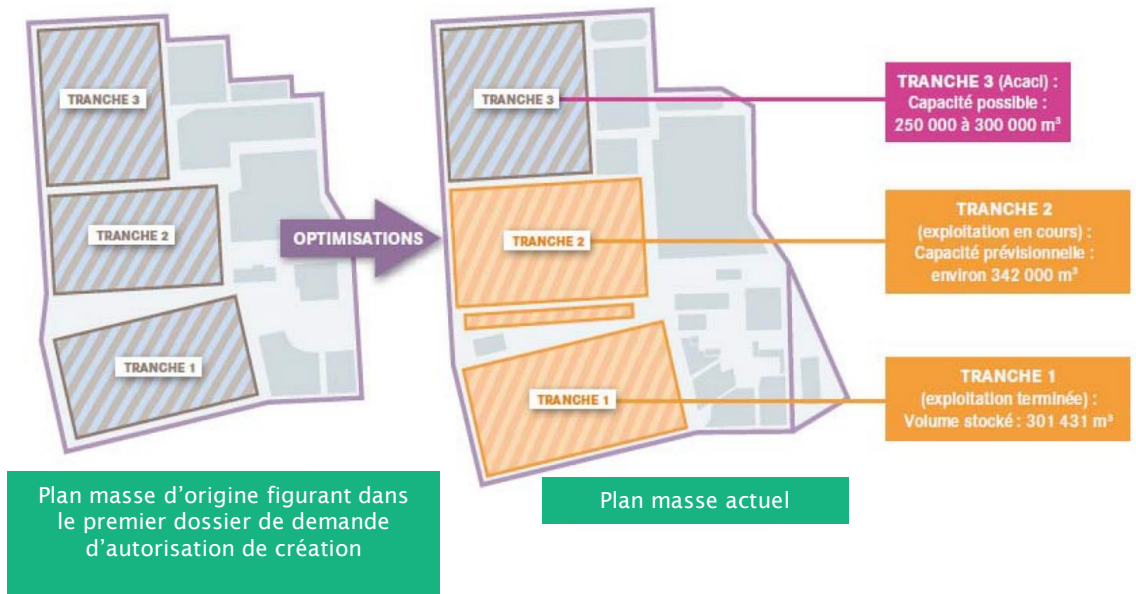 TRANCHE 3
TRANCHE 2
TRANCHE 1
OPTIMISATIONS
TRANCHE 3
TRANCHE 2
TRANCHE 1
TRANCHE 3 (Acaci) :
Capacité possible :
250 000 à 300 000 m³
TRANCHE 2
(exploitation en cours) :
Capacité prévisionnelle :
environ 342 000 m³
TRANCHE 1
(exploitation terminée) :
Volume stocké : 301 431 m³
Plan masse d’origine figurant dans
le premier dossier de demande
d’autorisation de création
Plan masse actuel